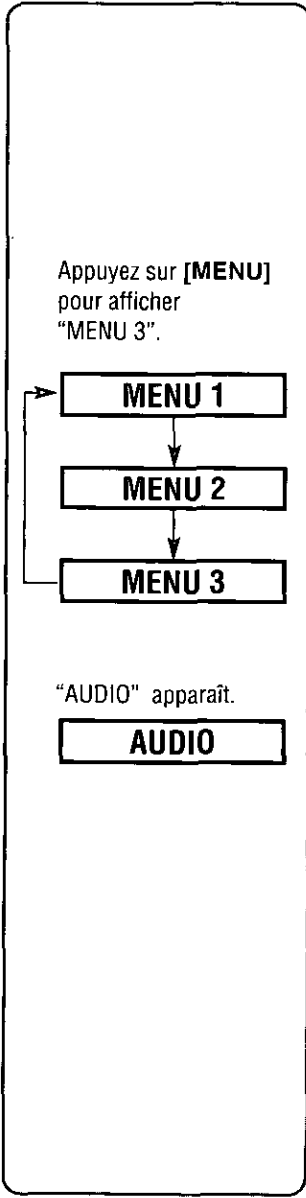 Appuyez sur [MENU]
pour afficher
“MENU 3”.
MENU 1
MENU 2
MENU 3
“AUDIO” apparaît.
AUDIO